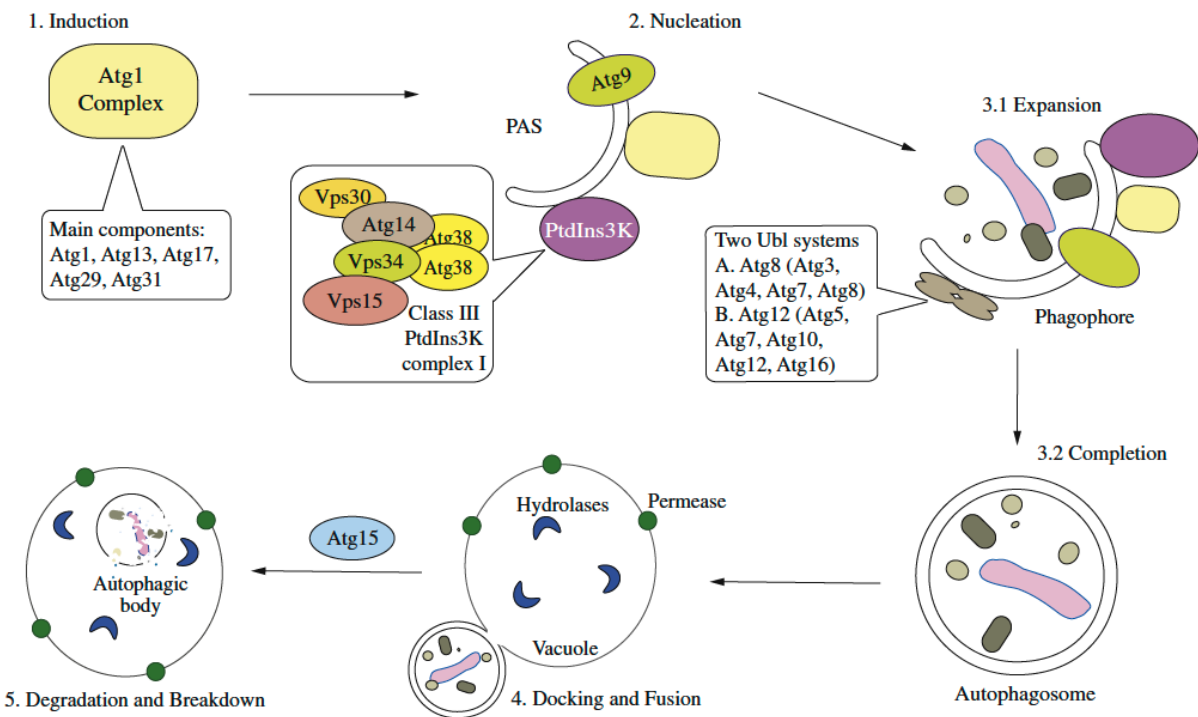 1. Induction
Atg1
Complex
Main components:
Atg1, Atg13, Atg17,
Atg29, Atg31
2. Nucleation
Atg9
PAS
PtdIns3K
Vps30
Atg14
Atg38
Vps34
Atg38
Vps15
Class III
PtdIns3K
complex I
3.1 Expansion
Two Ubl systems
A. Atg8 (Atg3,
Atg4, Atg7, Atg8)
B. Atg12 (Atg5,
Atg7, Atg10,
Atg12, Atg16)
Phagophore
3.2 Completion
Autophagosome
Hydrolases
Permease
Vacuole
4. Docking and Fusion
Atg15
Autophagic
body
5. Degradation and Breakdown